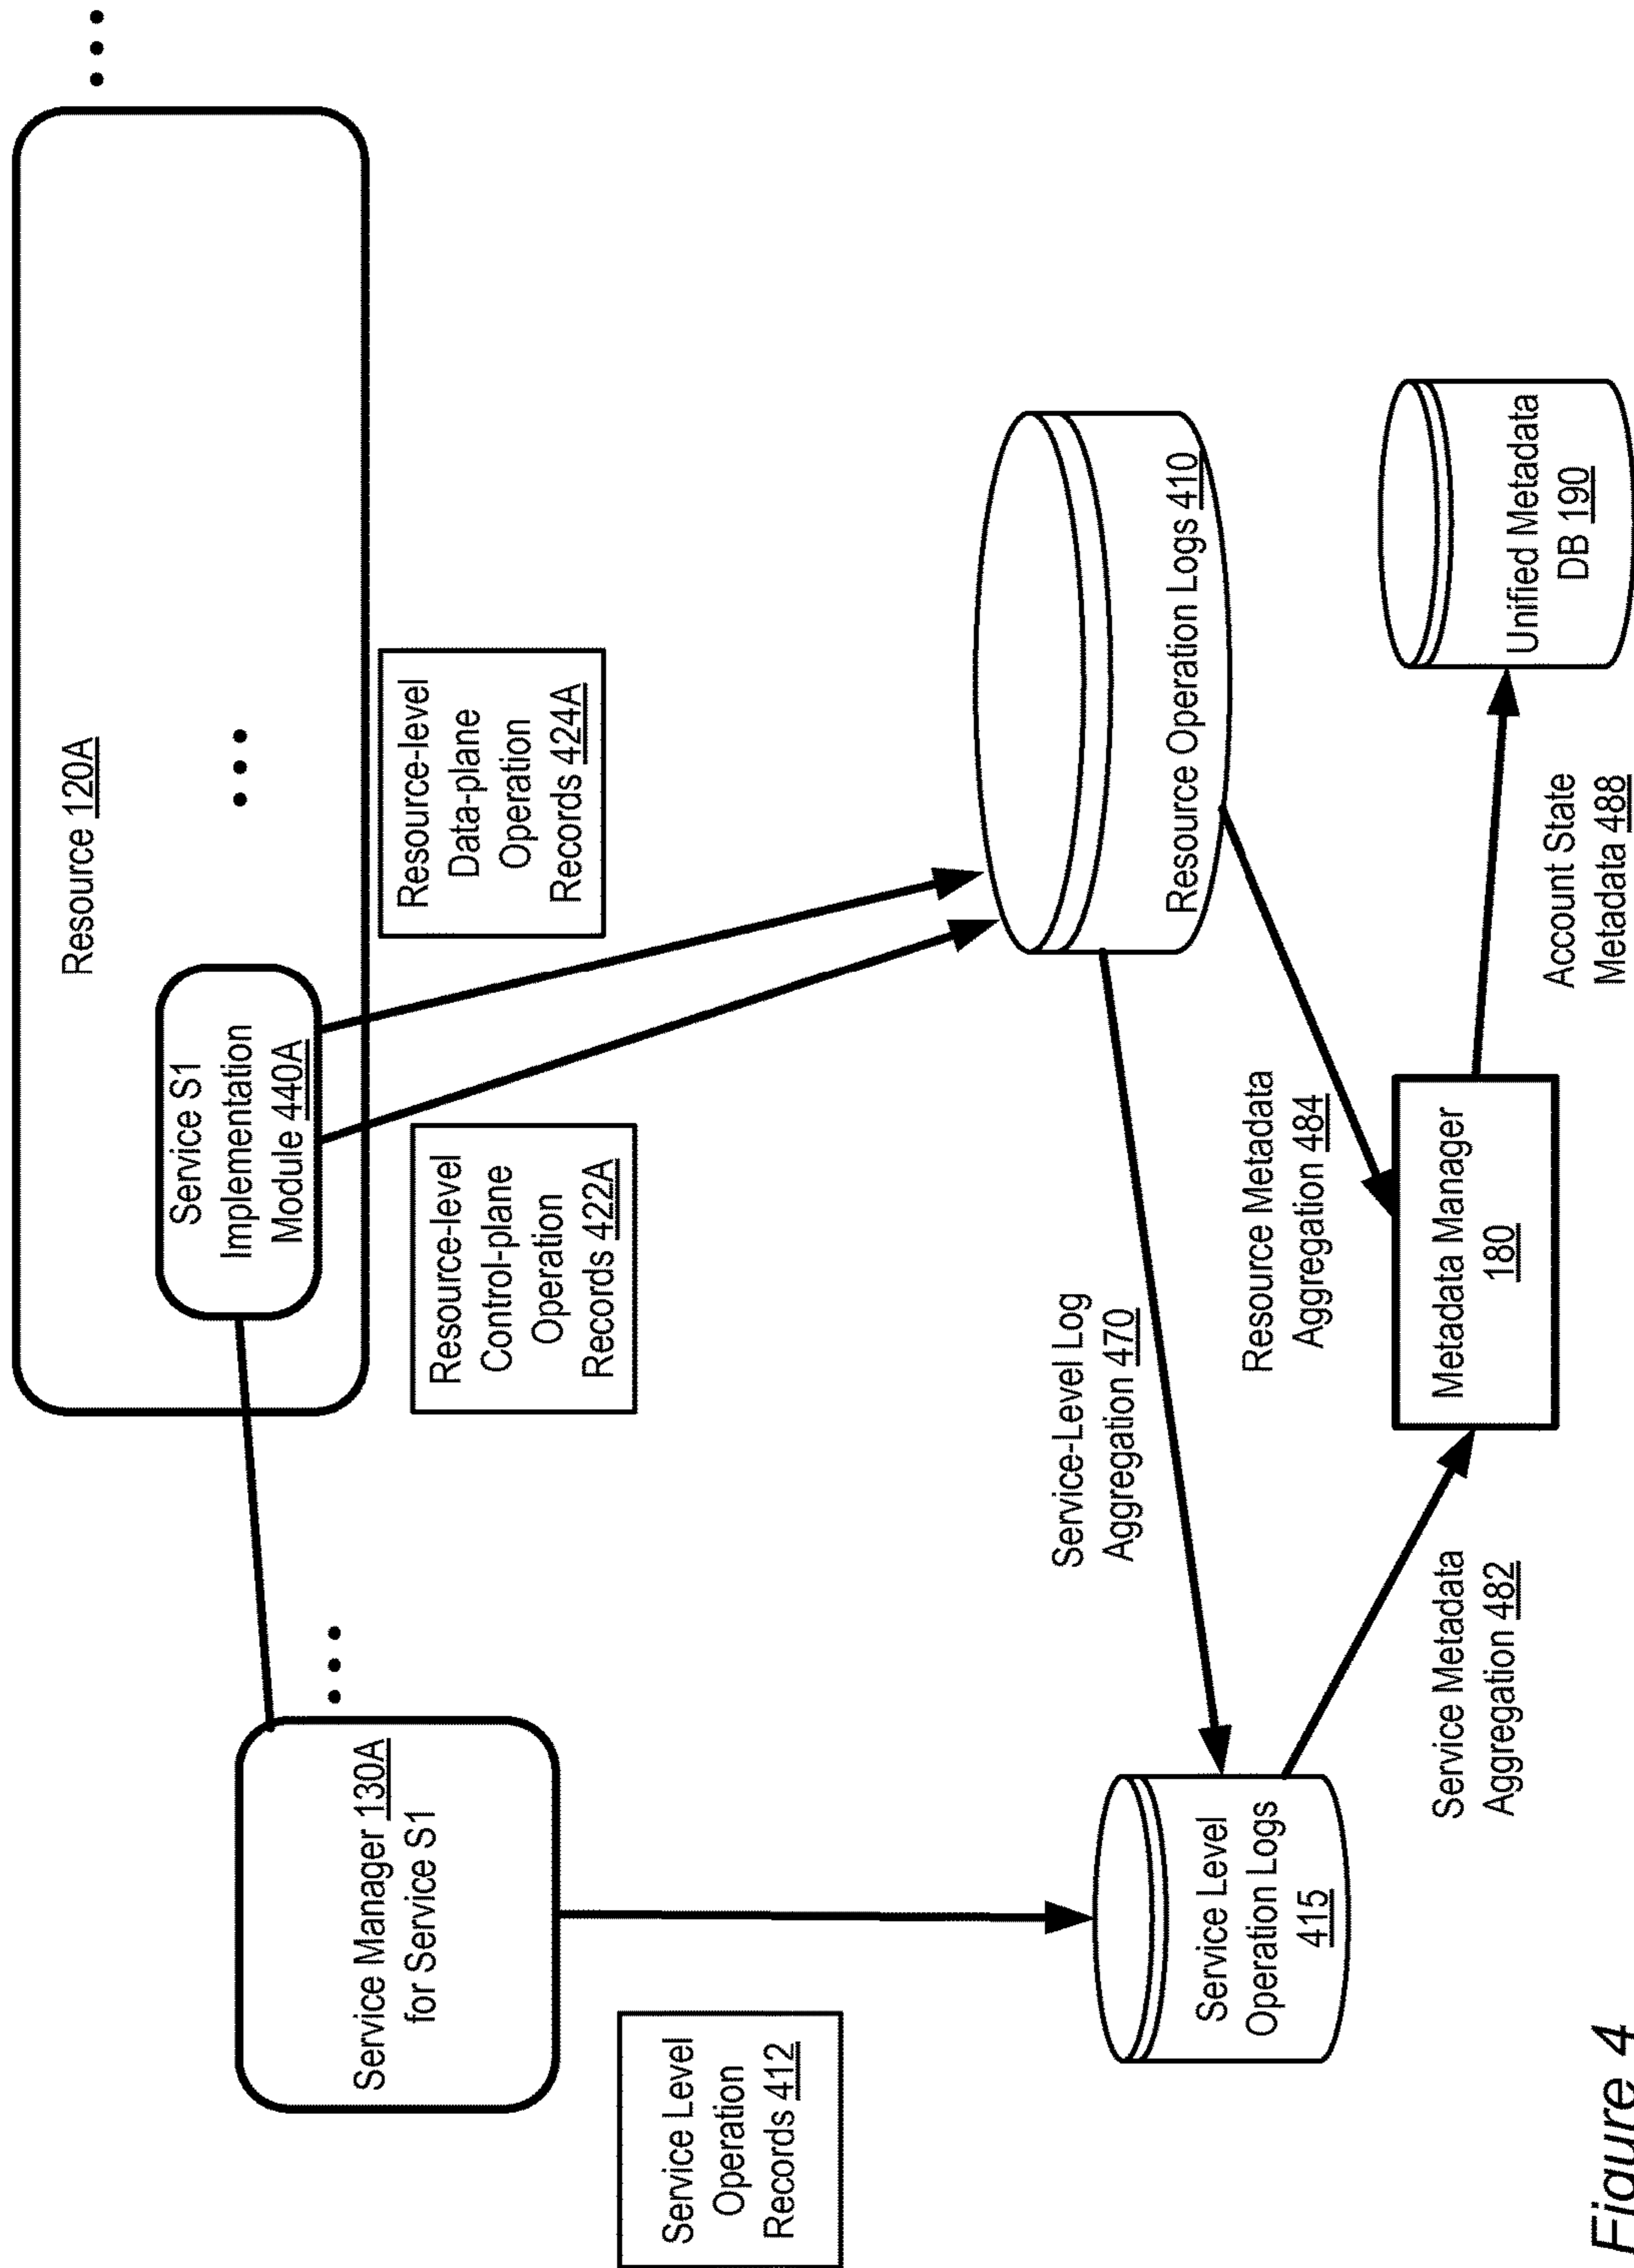 Resource 120A
Service S1
Implementation
Module 440A
Service Manager 130A
for Service S1
Service Level
Operation
Records 412
Resource-level
Control-plane
Operation
Records 422A
Resource-level
Data-plane
Operation
Records 424A
Service-Level Log
Aggregation 470
Resource Operation Logs 410
Service Level
Operation Logs
415
Resource Metadata
Aggregation 484
Service Metadata
Aggregation 482
Metadata Manager
180
Account State
Metadata 488
Unified Metadata
DB 190
Figure 4